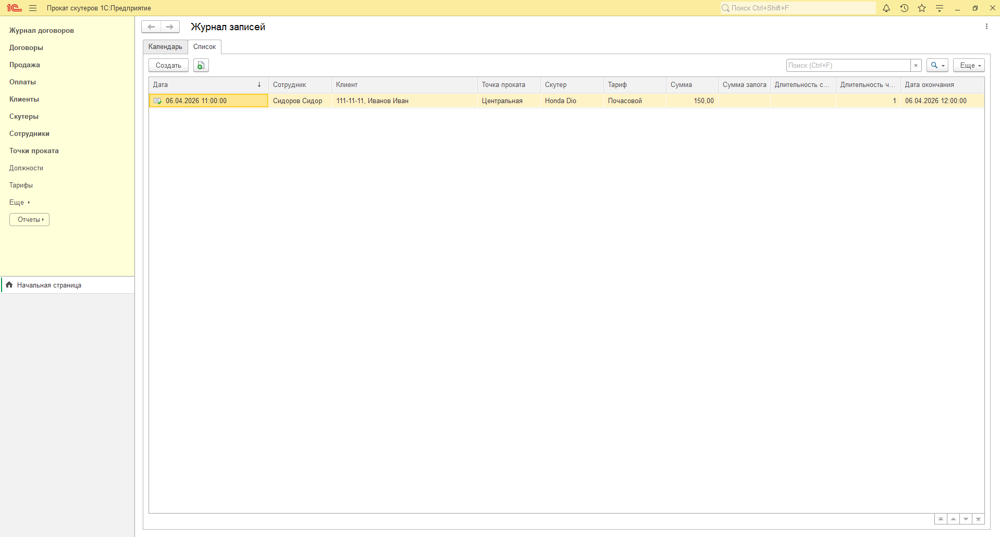 1С Прокат скутеров 1С:Предприятие Поиск Ctrl+Shift+F
Журнал договоров
Договоры
Продажа
Оплаты
Клиенты
Скутеры
Сотрудники
Точки проката
Должности
Тарифы
Еще
Отчеты
Начальная страница
Журнал записей
Календарь Список
Создать Поиск (Ctrl+F) × Еще
Дата ↓ Сотрудник Клиент Точка проката Скутер Тариф Сумма Сумма залога Длительность с... Длительность ч... Дата окончания
06.04.2026 11:00:00 Сидоров Сидор 111-11-11, Иванов Иван Центральная Honda Dio Почасовой 150,00 1 06.04.2026 12:00:00